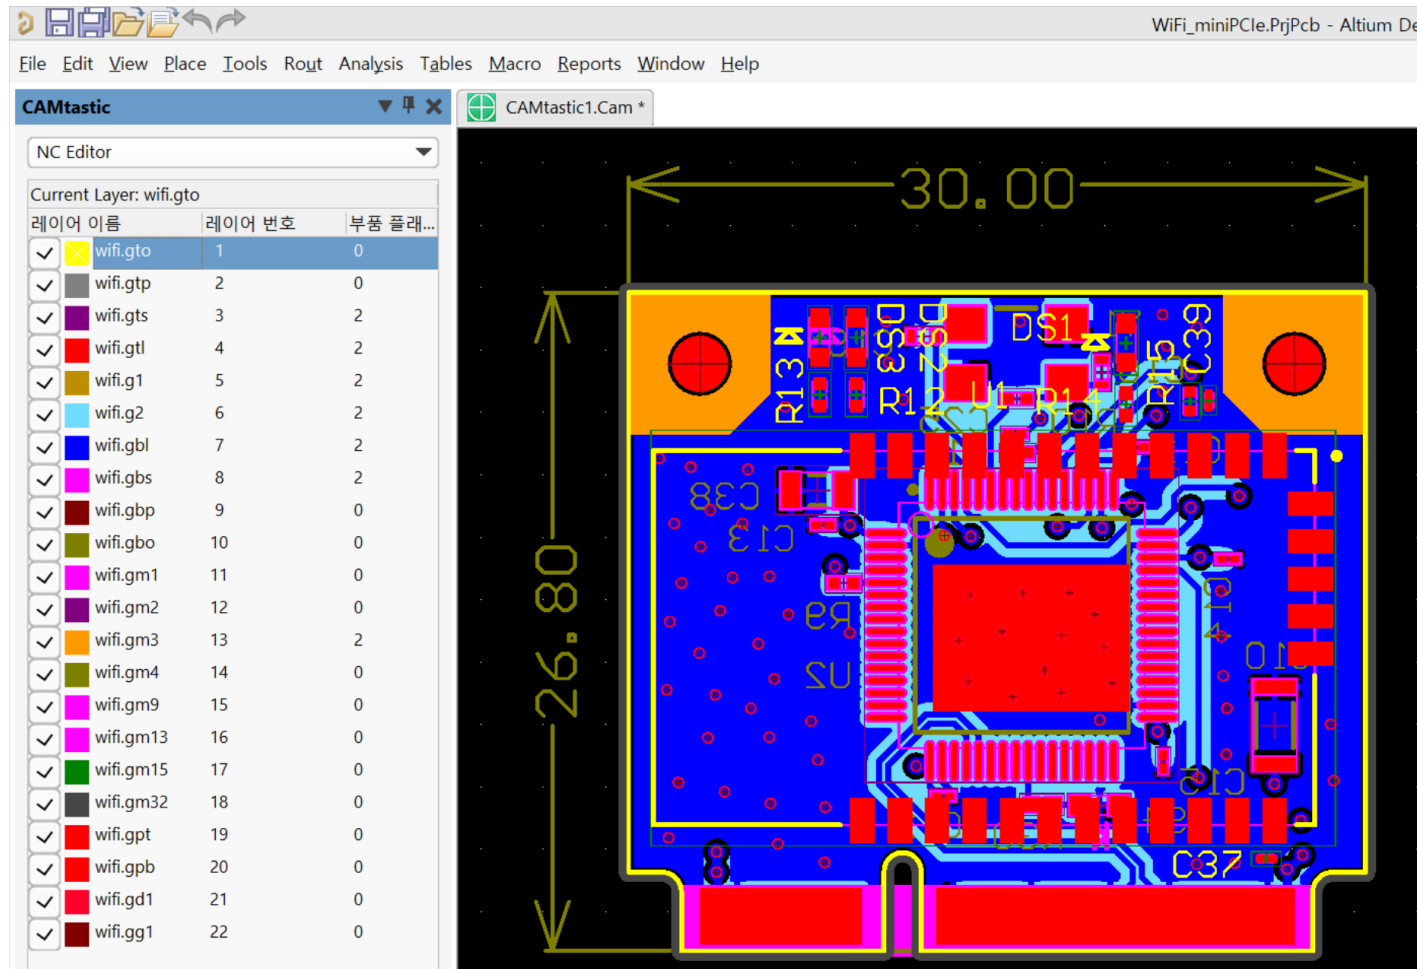 WiFi_miniPCIe.PrjPcb - Altium De
File Edit View Place Tools Rout Analysis Tables Macro Reports Window Help
CAMtastic
CAMtastic1.Cam *
NC Editor
Current Layer: wifi.gto
레이어 이름 레이어 번호 부품 플래...
wifi.gto 1 0
wifi.gtp 2 0
wifi.gts 3 2
wifi.gtl 4 2
wifi.g1 5 2
wifi.g2 6 2
wifi.gbl 7 2
wifi.gbs 8 2
wifi.gbp 9 0
wifi.gbo 10 0
wifi.gm1 11 0
wifi.gm2 12 0
wifi.gm3 13 2
wifi.gm4 14 0
wifi.gm9 15 0
wifi.gm13 16 0
wifi.gm15 17 0
wifi.gm32 18 0
wifi.gpt 19 0
wifi.gpb 20 0
wifi.gd1 21 0
wifi.gg1 22 0
30.00
26.80
R13
DS3
DS2
DS1
R15
C39
R12
U1
R14
C38
C13
R9
U2
C14
C10
C15
C37